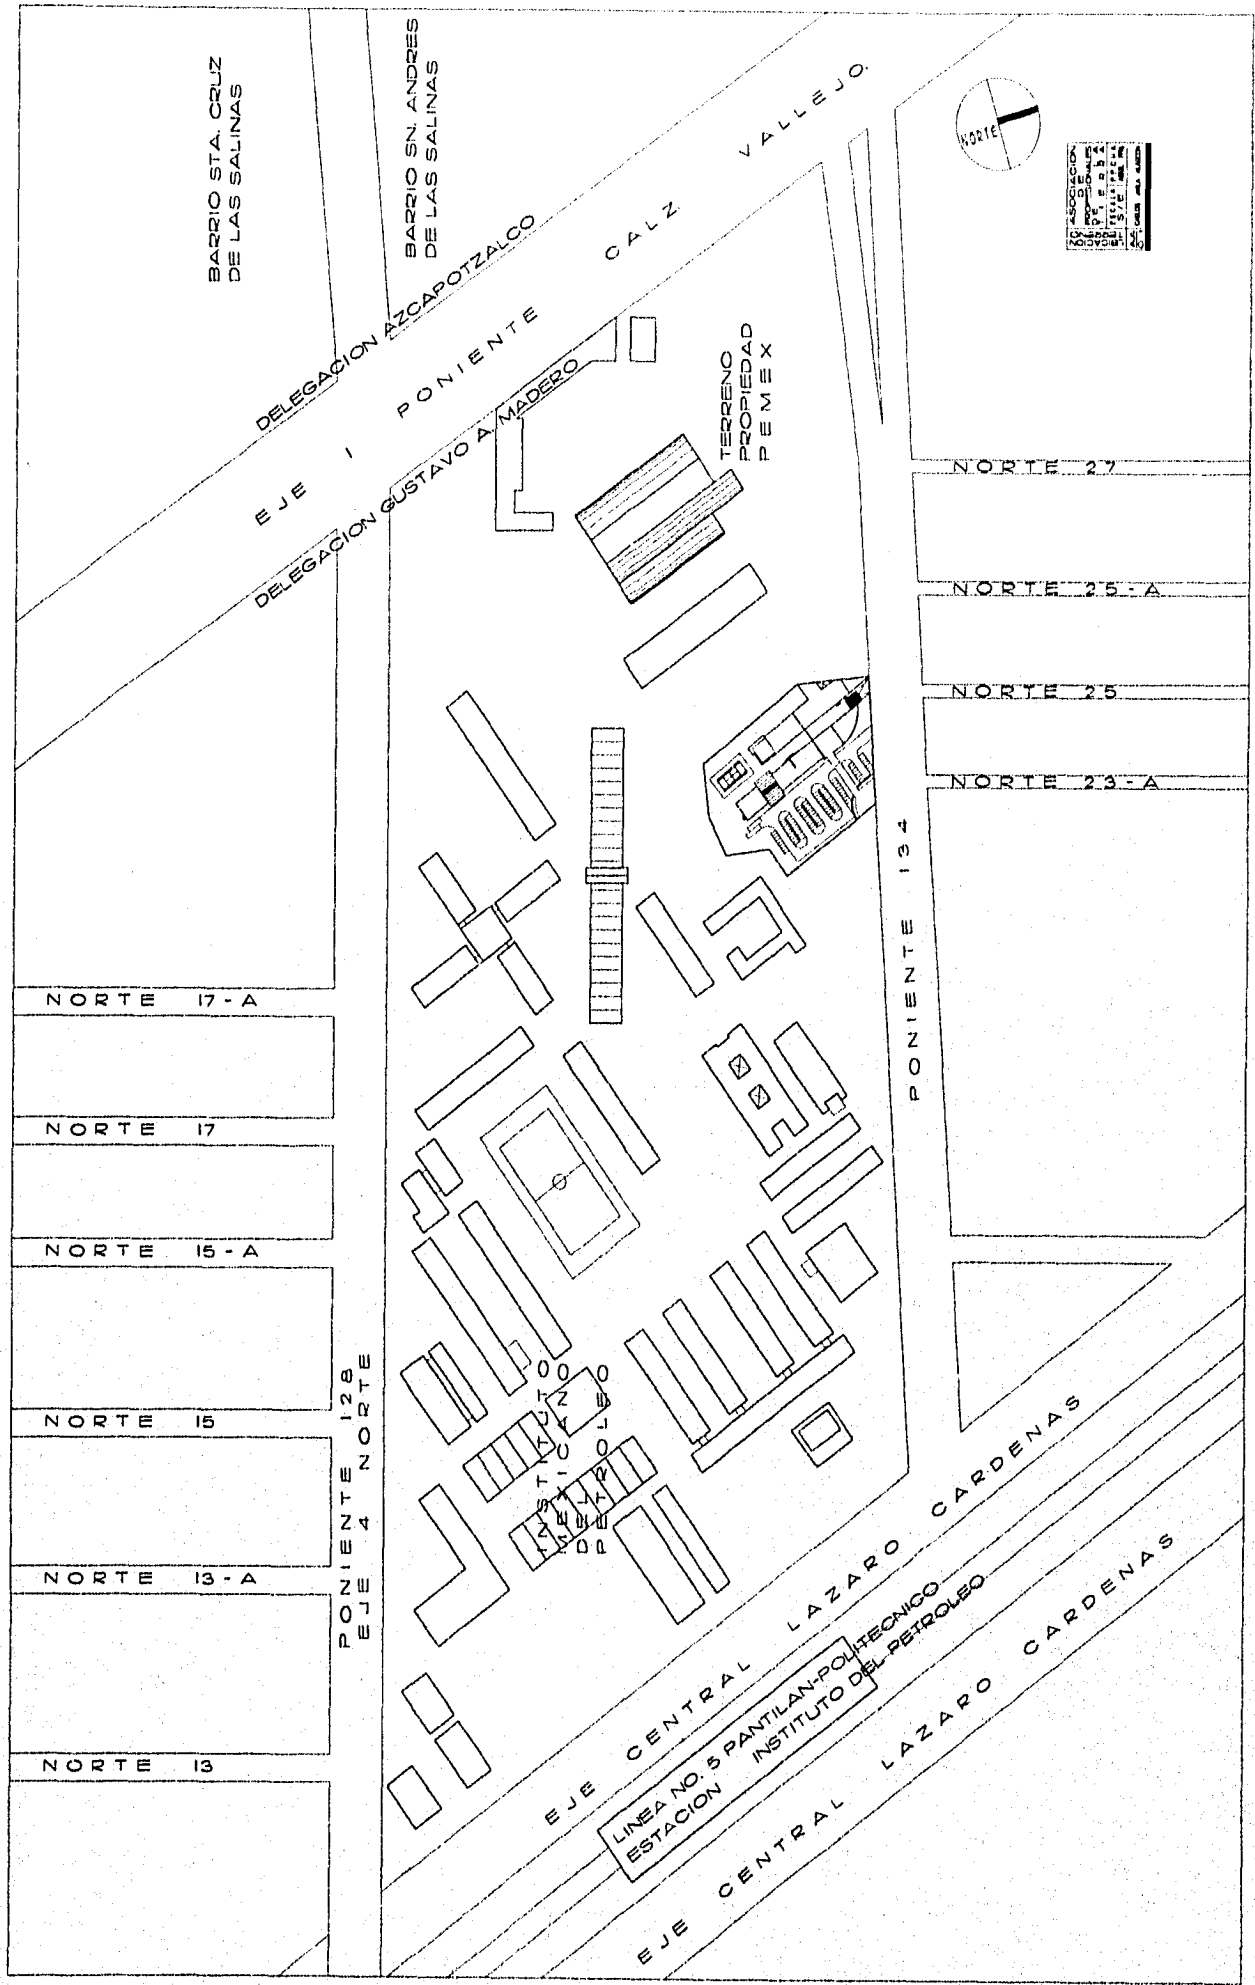 BARRIO STA. CRUZ
DE LAS SALINAS
BARRIO SN. ANDRES
DE LAS SALINAS
DELEGACION AZCAPOTZALCO
EJE 1 PONIENTE CALZ. VALLEJO.
DELEGACION GUSTAVO A. MADERO
NORTE
ASOCIACION
DE
PROFESIONALES
TERRENO
PROPIEDAD
PEMEX
NORTE 27
NORTE 25-A
NORTE 25
NORTE 23-A
PONIENTE 134
NORTE 17-A
NORTE 17
NORTE 15-A
NORTE 15
NORTE 13-A
NORTE 13
PONIENTE 128
EJE 4 NORTE
INSTITUTO
MEXICANO
DEL
PETROLEO
EJE CENTRAL LAZARO CARDENAS
LINEA NO. 5 PANTILAN-POLITECNICO
ESTACION INSTITUTO DEL PETROLEO
EJE CENTRAL LAZARO CARDENAS